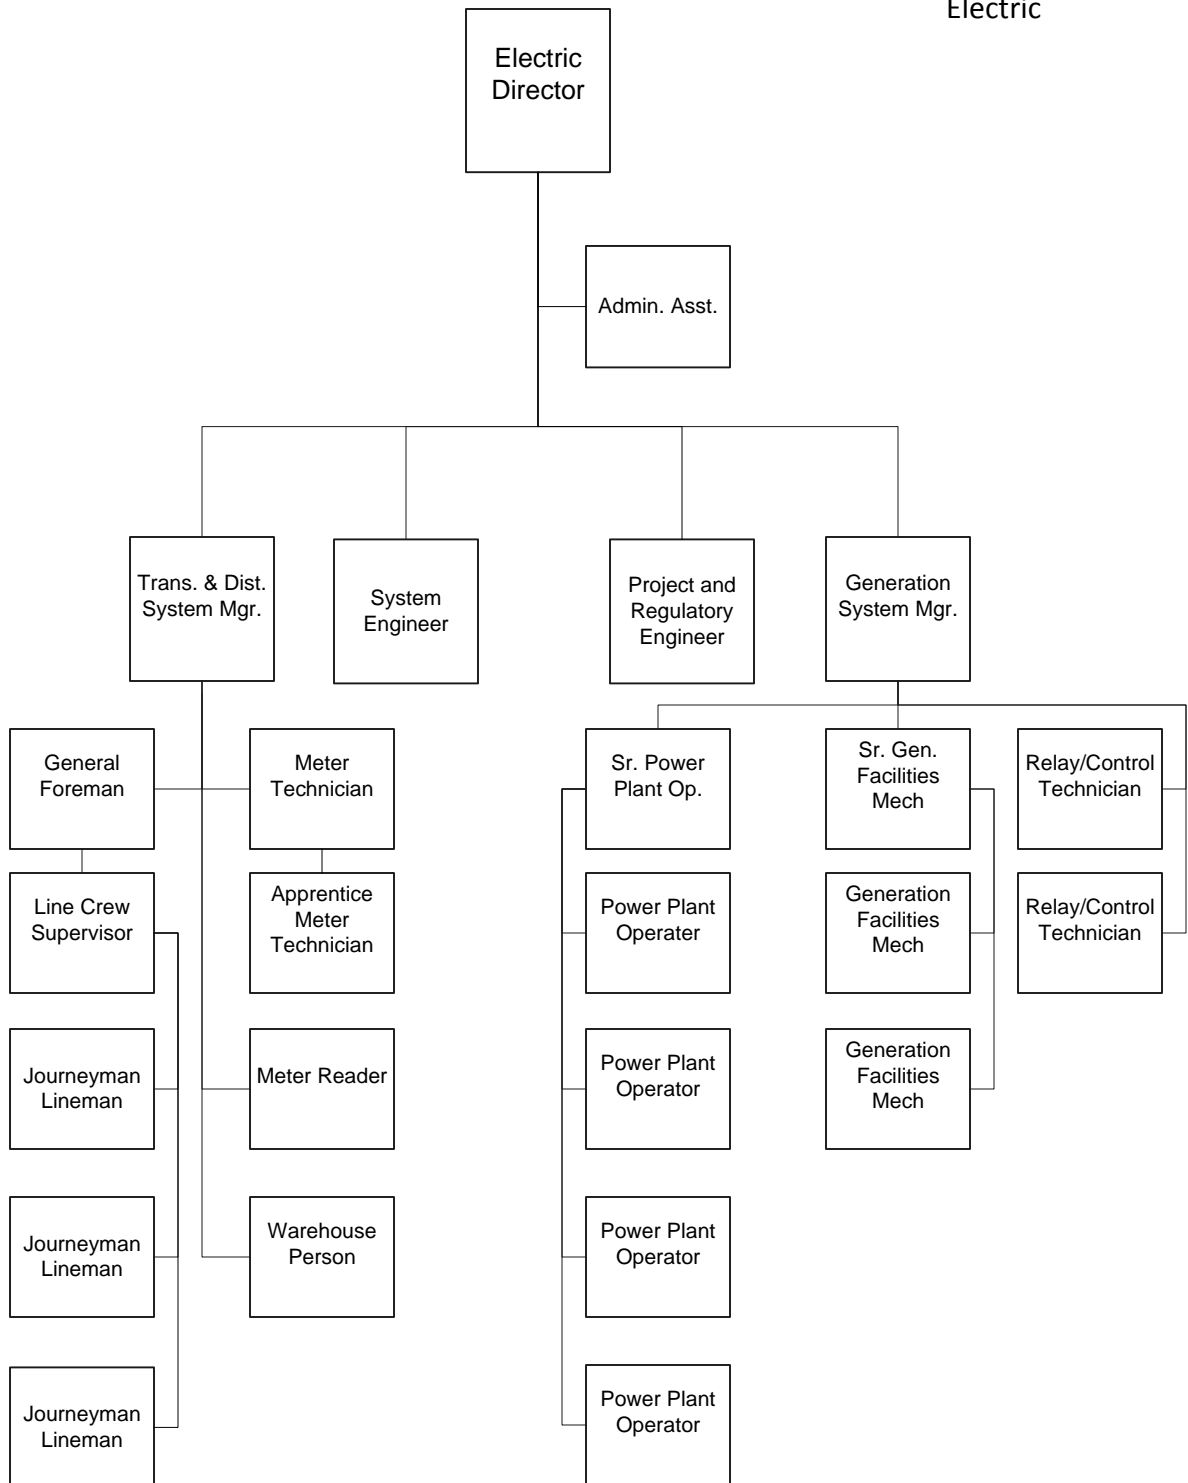 Electric
Electric
Director
Admin. Asst.
Trans. & Dist.
System Mgr.
System
Engineer
Project and
Regulatory
Engineer
Generation
System Mgr.
General
Foreman
Meter
Technician
Sr. Power
Plant Op.
Sr. Gen.
Facilities
Mech
Relay/Control
Technician
Line Crew
Supervisor
Apprentice
Meter
Technician
Power Plant
Operater
Generation
Facilities
Mech
Relay/Control
Technician
Journeyman
Lineman
Meter Reader
Power Plant
Operator
Generation
Facilities
Mech
Journeyman
Lineman
Warehouse
Person
Power Plant
Operator
Journeyman
Lineman
Power Plant
Operator